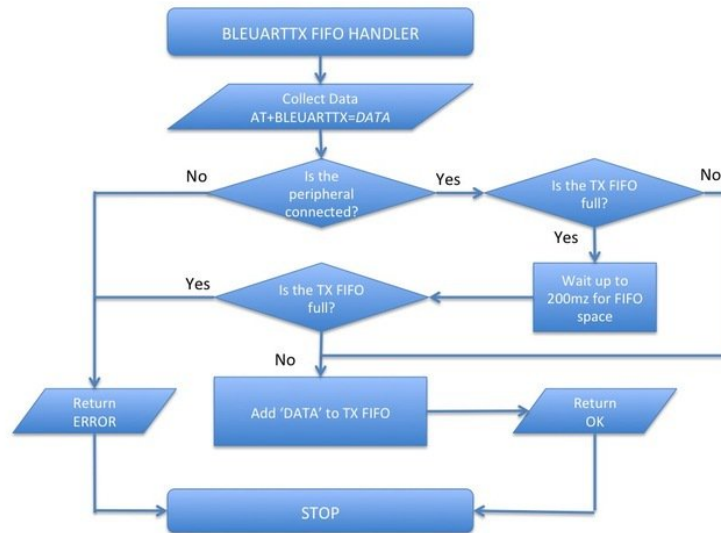 BLEUARTTX FIFO HANDLER
Collect Data
AT+BLEUARTTX=DATA
No
Is the
peripheral
connected?
Yes
Is the TX FIFO
full?
No
Yes
Yes
Is the TX FIFO
full?
Wait up to
200mz for FIFO
space
No
Return
ERROR
Add ‘DATA’ to TX FIFO
Return
OK
STOP